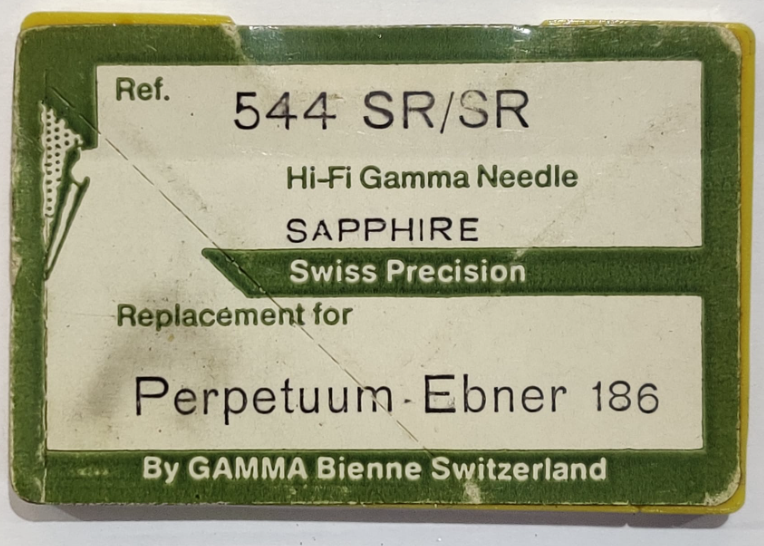 Ref. 544 SR/SR
Hi-Fi Gamma Needle
SAPPHIRE
Swiss Precision
Replacement for
Perpetuum-Ebner 186
By GAMMA Bienne Switzerland